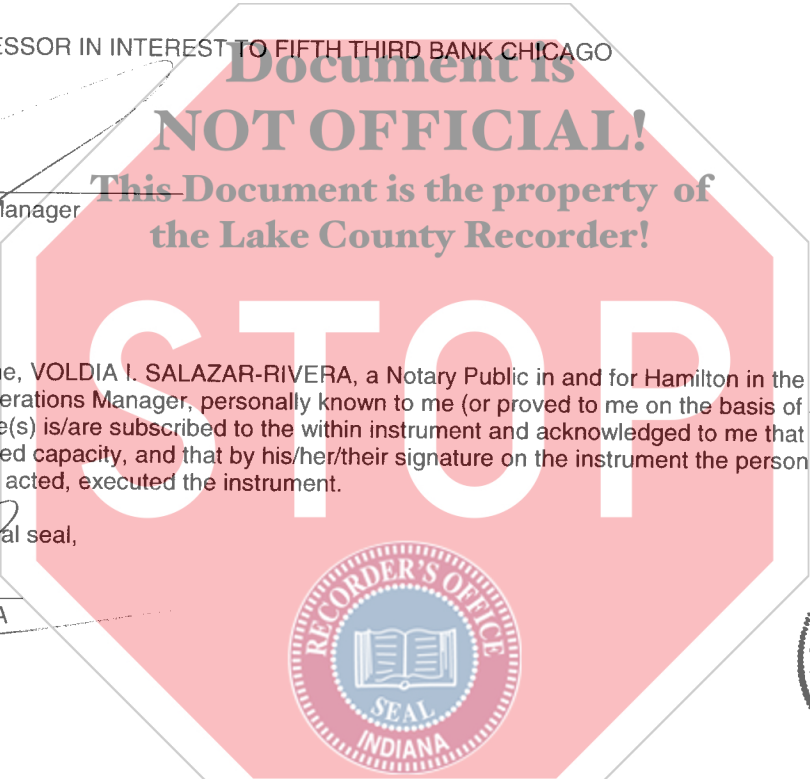 ESSOR IN INTEREST TO FIFTH THIRD BANK CHICAGO
Document is
NOT OFFICIAL!
This Document is the property of
Manager
the Lake County Recorder!
STOP
e, VOLDIA I. SALAZAR-RIVERA, a Notary Public in and for Hamilton in the
erations Manager, personally known to me (or proved to me on the basis of
e(s) is/are subscribed to the within instrument and acknowledged to me that
ed capacity, and that by his/her/their signature on the instrument the person
acted, executed the instrument.
al seal,
A
RECORDER'S OFFICE
SEAL
INDIANA